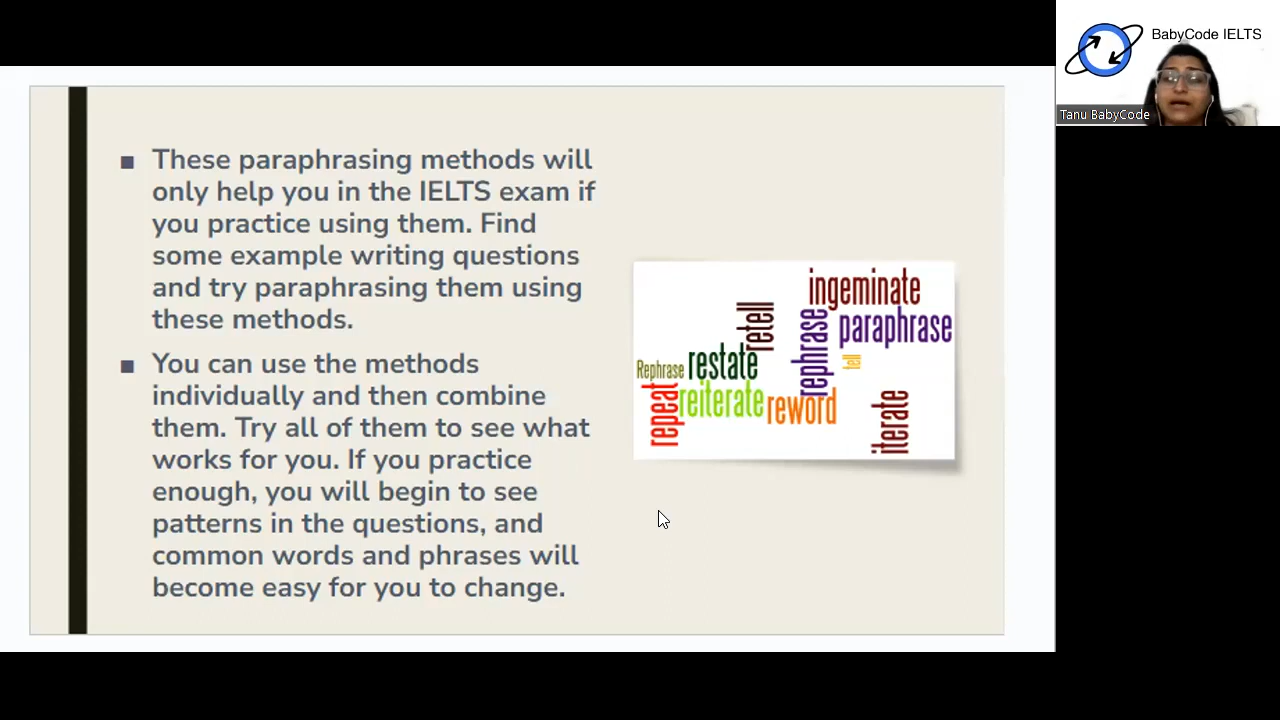 BabyCode IELTS
Tanu BabyCode
■ These paraphrasing methods will
only help you in the IELTS exam if
you practice using them. Find
some example writing questions
and try paraphrasing them using
these methods.
■ You can use the methods
individually and then combine
them. Try all of them to see what
works for you. If you practice
enough, you will begin to see
patterns in the questions, and
common words and phrases will
become easy for you to change.
ingeminate
retell
rephrase
paraphrase
tell
Rephrase
restate
repeat
reiterate
reword
iterate